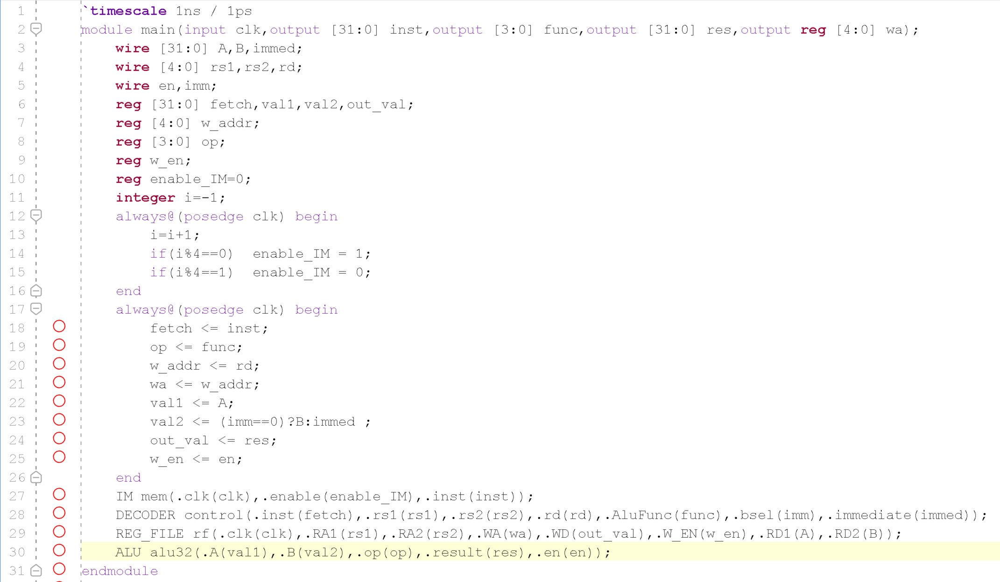 1 `timescale 1ns / 1ps
2 module main(input clk,output [31:0] inst,output [3:0] func,output [31:0] res,output reg [4:0] wa);
3 wire [31:0] A,B,immed;
4 wire [4:0] rs1,rs2,rd;
5 wire en,imm;
6 reg [31:0] fetch,val1,val2,out_val;
7 reg [4:0] w_addr;
8 reg [3:0] op;
9 reg w_en;
10 reg enable_IM=0;
11 integer i=-1;
12 always@(posedge clk) begin
13 i=i+1;
14 if(i%4==0) enable_IM = 1;
15 if(i%4==1) enable_IM = 0;
16 end
17 always@(posedge clk) begin
18 fetch <= inst;
19 op <= func;
20 w_addr <= rd;
21 wa <= w_addr;
22 val1 <= A;
23 val2 <= (imm==0)?B:immed ;
24 out_val <= res;
25 w_en <= en;
26 end
27 IM mem(.clk(clk),.enable(enable_IM),.inst(inst));
28 DECODER control(.inst(fetch),.rs1(rs1),.rs2(rs2),.rd(rd),.AluFunc(func),.bsel(imm),.immediate(immed));
29 REG_FILE rf(.clk(clk),.RA1(rs1),.RA2(rs2),.WA(wa),.WD(out_val),.W_EN(w_en),.RD1(A),.RD2(B));
30 ALU alu32(.A(val1),.B(val2),.op(op),.result(res),.en(en));
31 endmodule